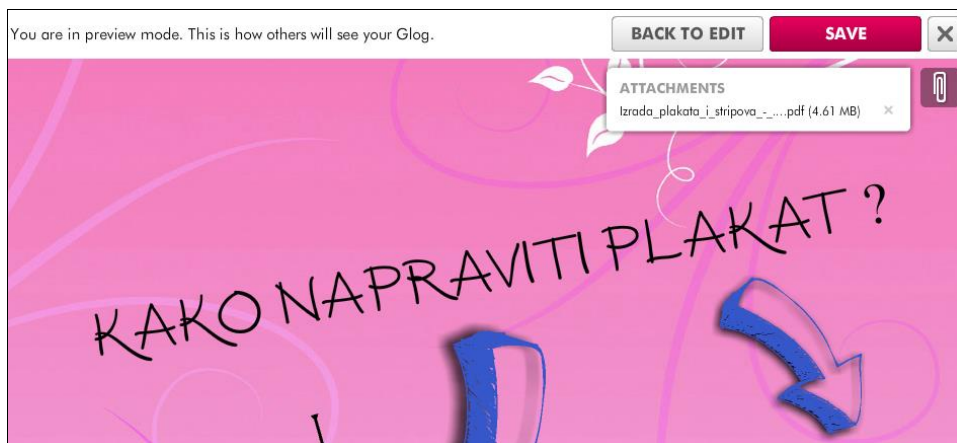 You are in preview mode. This is how others will see your Glog.
BACK TO EDIT
SAVE
ATTACHMENTS
Izrada_plakata_i_stripova_-_....pdf (4.61 MB)
KAKO NAPRAVITI PLAKAT ?